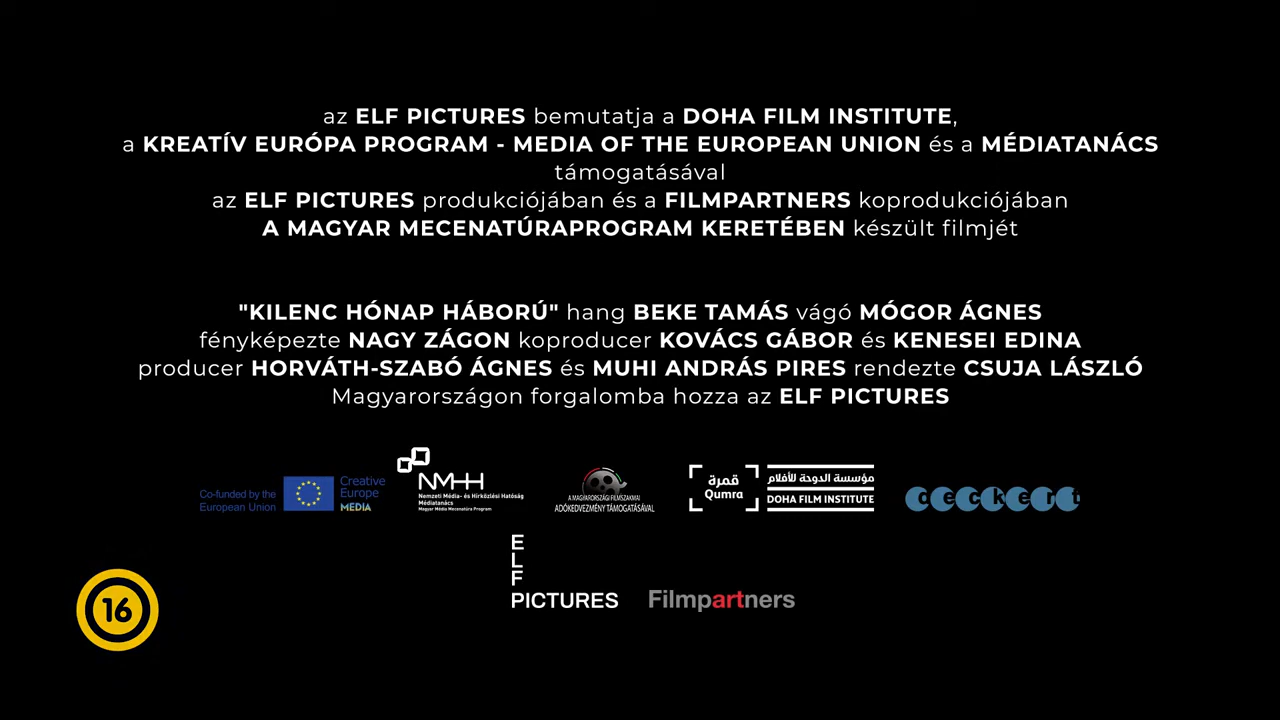 az ELF PICTURES bemutatja a DOHA FILM INSTITUTE,
a KREATÍV EURÓPA PROGRAM - MEDIA OF THE EUROPEAN UNION és a MÉDIATANÁCS
támogatásával
az ELF PICTURES produkciójában és a FILMPARTNERS koprodukciójában
A MAGYAR MECENATÚRAPROGRAM KERETÉBEN készült filmjét
"KILENC HÓNAP HÁBORÚ" hang BEKE TAMÁS vágó MÓGOR ÁGNES
fényképezte NAGY ZÁGON koproducer KOVÁCS GÁBOR és KENESEI EDINA
producer HORVÁTH-SZABÓ ÁGNES és MUHI ANDRÁS PIRES rendezte CSUJA LÁSZLÓ
Magyarországon forgalomba hozza az ELF PICTURES
Co-funded by the
European Union
Creative
Europe
MEDIA
NMHH
Nemzeti Média- és Hírközlési Hatóság
Médiatanács
Magyar Média Mecenatúra Program
A MAGYARORSZÁGI FILMSZAKMAI
ADÓKEDVEZMÉNY TÁMOGATÁSÁVAL
قمرة
Qumra
مؤسسة الدوحة للأفلام
DOHA FILM INSTITUTE
deckert
ELF
PICTURES
Filmpartners
16